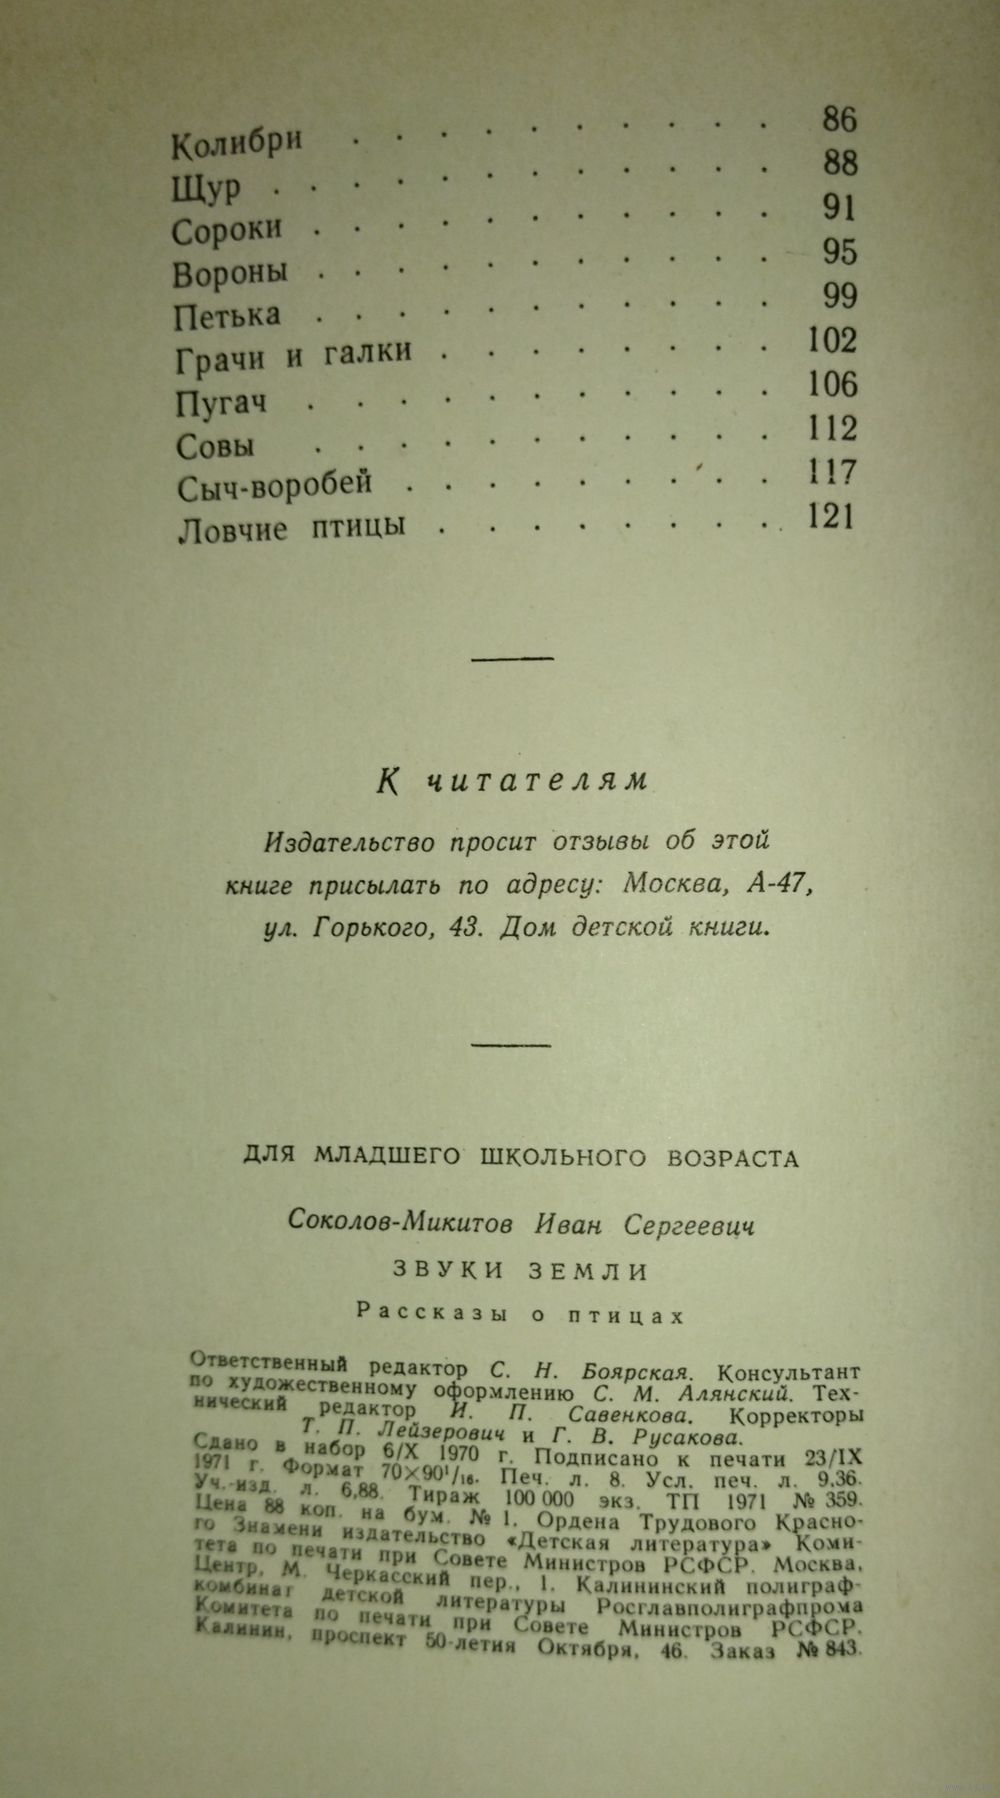 Колибри . . . . . . . . . . 86
Щур . . . . . . . . . . . . 88
Сороки . . . . . . . . . . . 91
Вороны . . . . . . . . . . . 95
Петька . . . . . . . . . . . 99
Грачи и галки . . . . . . . . 102
Пугач . . . . . . . . . . . 106
Совы . . . . . . . . . . . 112
Сыч-воробей . . . . . . . . . 117
Ловчие птицы . . . . . . . . 121
К читателям
Издательство просит отзывы об этой
книге присылать по адресу: Москва, А-47,
ул. Горького, 43. Дом детской книги.
ДЛЯ МЛАДШЕГО ШКОЛЬНОГО ВОЗРАСТА
Соколов-Микитов Иван Сергеевич
ЗВУКИ ЗЕМЛИ
Рассказы о птицах
Ответственный редактор С. Н. Боярская. Консультант
по художественному оформлению С. М. Алянский. Тех-
нический редактор И. П. Савенкова. Корректоры
Т. П. Лейзерович и Г. В. Русакова.
Сдано в набор 6/X 1970 г. Подписано к печати 23/IX
1971 г. Формат 70×90¹/₁₆. Печ. л. 8. Усл. печ. л. 9,36.
Уч.-изд. л. 6,88. Тираж 100 000 экз. ТП 1971 № 359.
Цена 88 коп. на бум. № 1. Ордена Трудового Красно-
го Знамени издательство «Детская литература» Коми-
тета по печати при Совете Министров РСФСР. Москва,
Центр, М. Черкасский пер., 1. Калининский полиграф-
комбинат детской литературы Росглавполиграфпрома
Комитета по печати при Совете Министров РСФСР.
Калинин, проспект 50-летия Октября, 46. Заказ № 843.